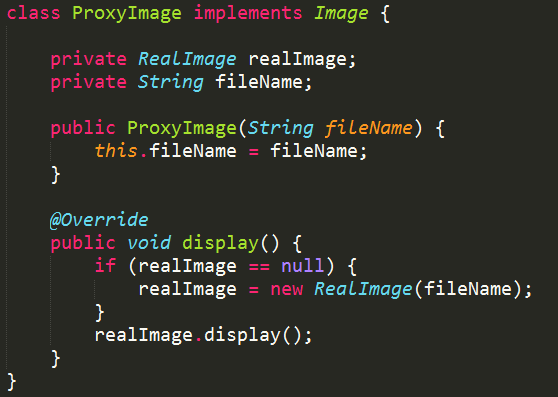 class ProxyImage implements Image {
private RealImage realImage;
private String fileName;
public ProxyImage(String fileName) {
this.fileName = fileName;
}
@Override
public void display() {
if (realImage == null) {
realImage = new RealImage(fileName);
}
realImage.display();
}
}